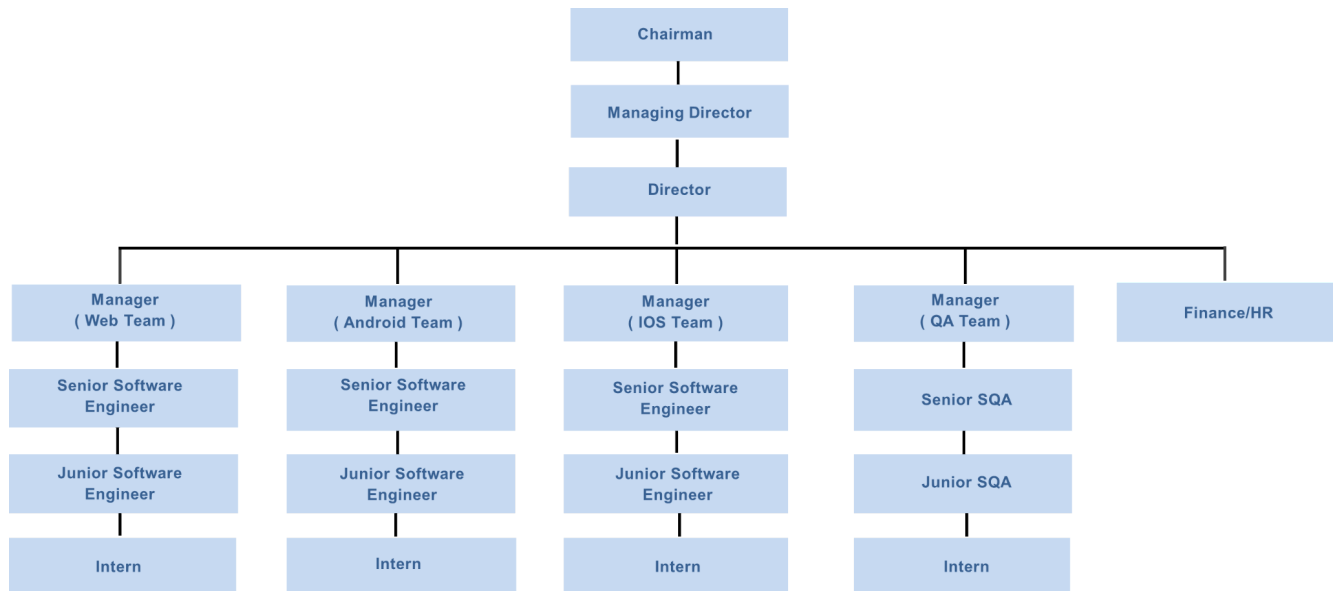 Chairman
Managing Director
Director
Manager
( Web Team )
Manager
( Android Team )
Manager
( IOS Team )
Manager
( QA Team )
Finance/HR
Senior Software
Engineer
Senior Software
Engineer
Senior Software
Engineer
Senior SQA
Junior Software
Engineer
Junior Software
Engineer
Junior Software
Engineer
Junior SQA
Intern
Intern
Intern
Intern